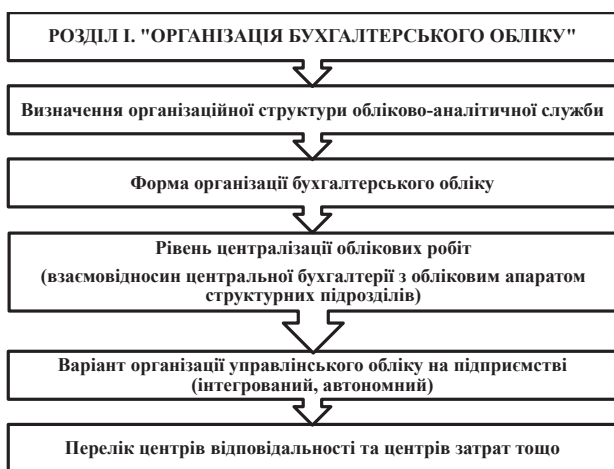 РОЗДІЛ І. "ОРГАНІЗАЦІЯ БУХГАЛТЕРСЬКОГО ОБЛІКУ"
Визначення організаційної структури обліково-аналітичної служби
Форма організації бухгалтерського обліку
Рівень централізації облікових робіт
(взаємовідносин центральної бухгалтерії з обліковим апаратом
структурних підрозділів)
Варіант організації управлінського обліку на підприємстві
(інтегрований, автономний)
Перелік центрів відповідальності та центрів затрат тощо